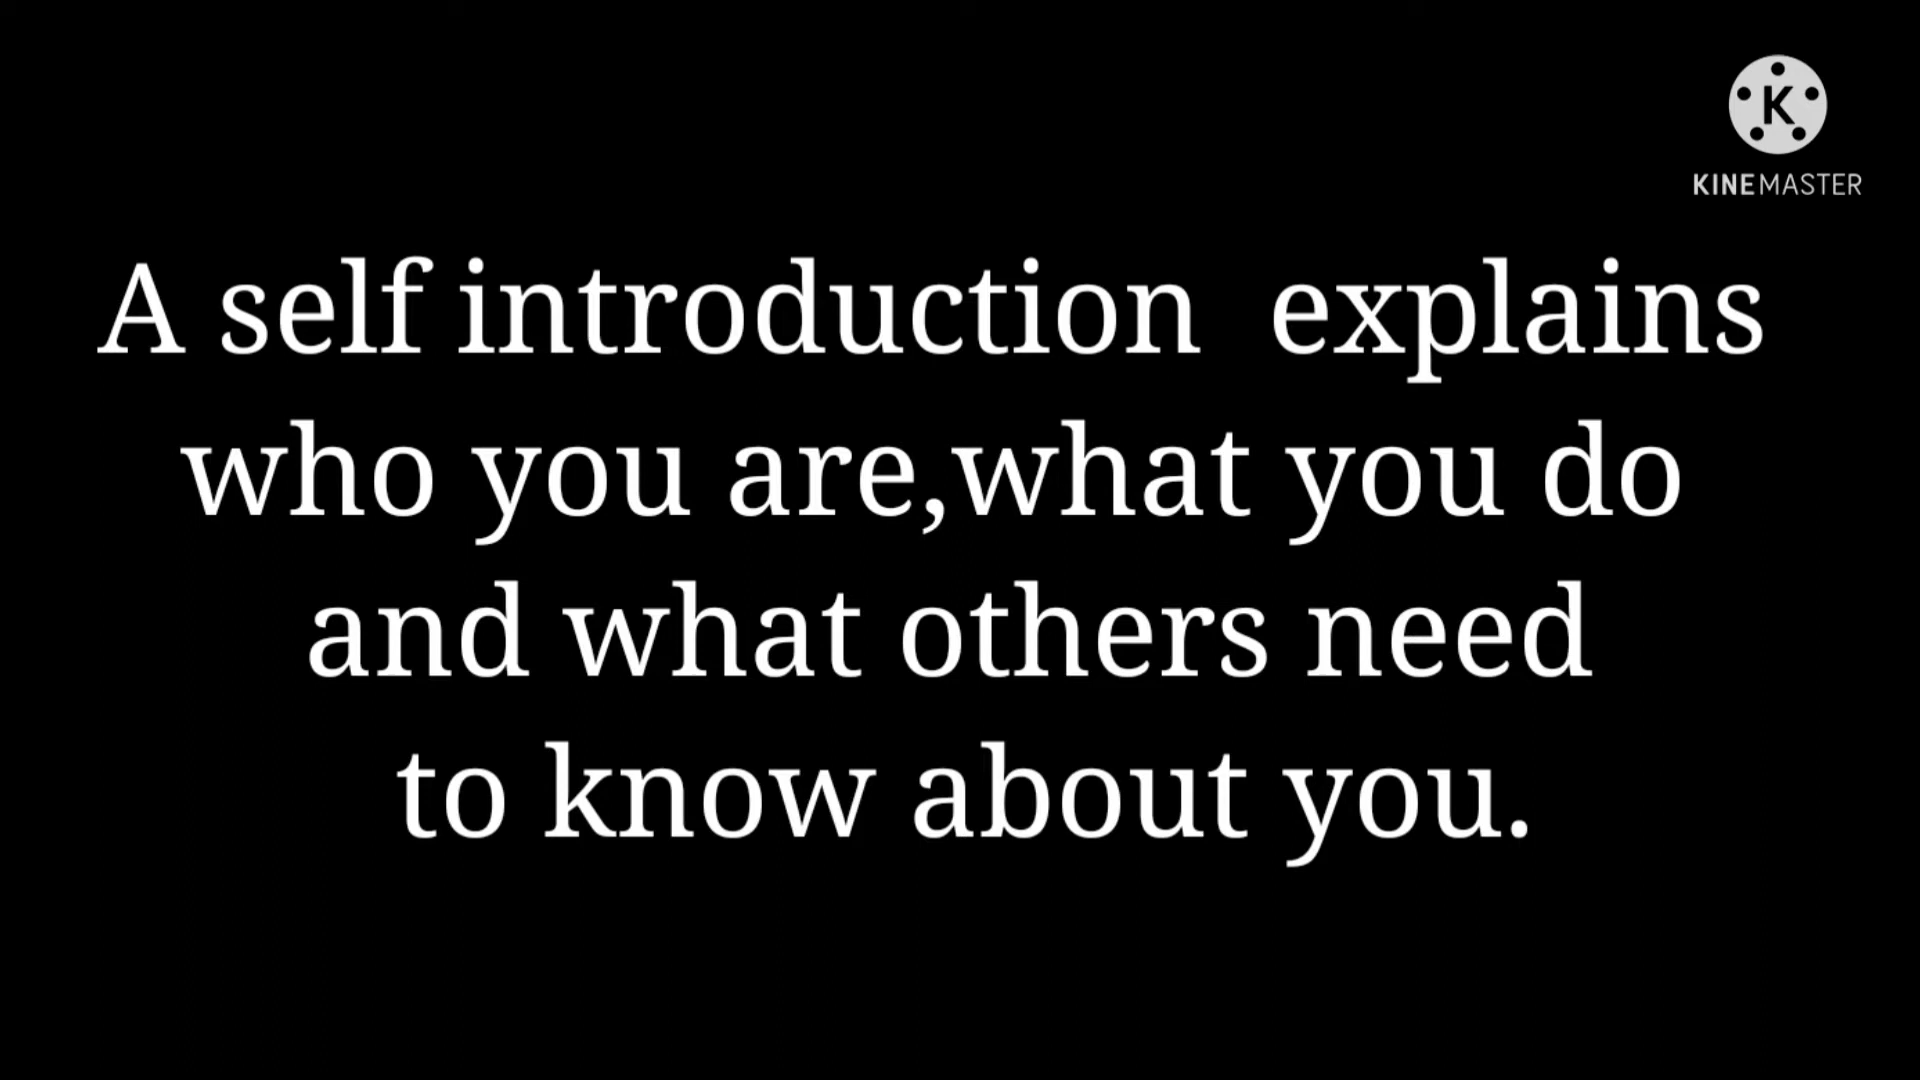 K
KINEMASTER
A self introduction  explains
who you are,what you do
and what others need
to know about you.